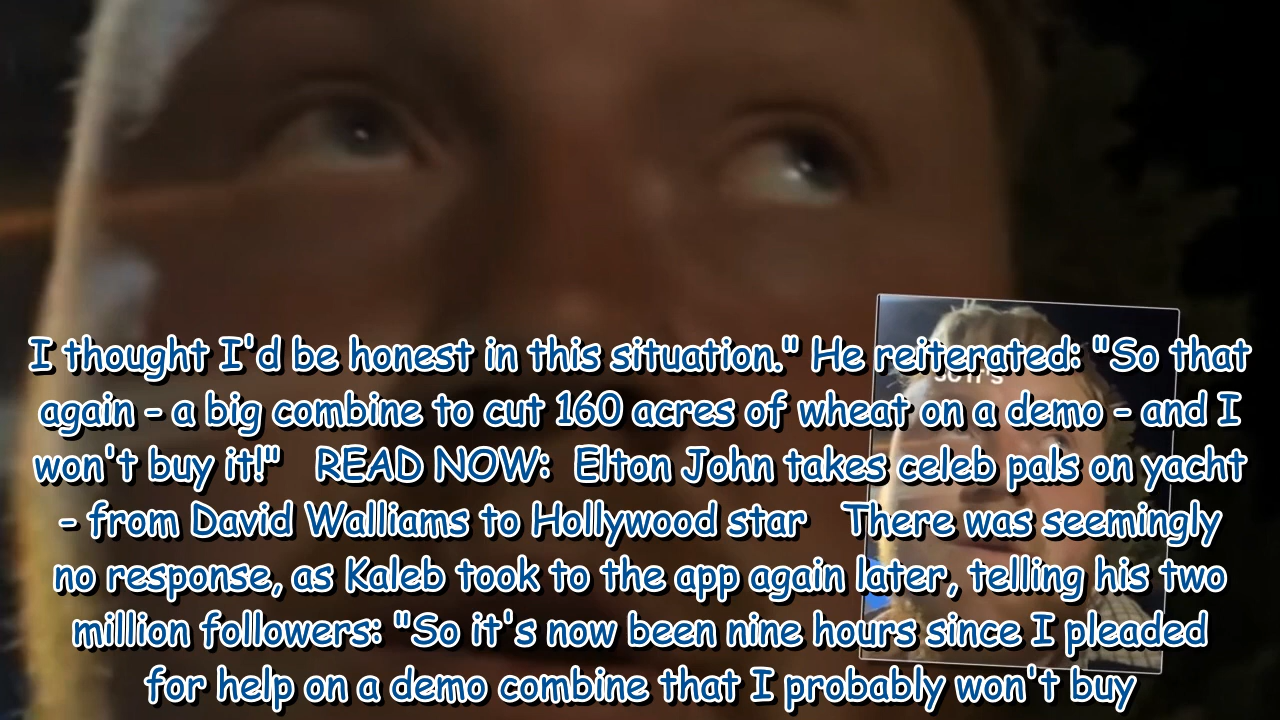 I thought I'd be honest in this situation." He reiterated: "So that
again - a big combine to cut 160 acres of wheat on a demo - and I
won't buy it!"   READ NOW:  Elton John takes celeb pals on yacht
- from David Walliams to Hollywood star   There was seemingly
no response, as Kaleb took to the app again later, telling his two
million followers: "So it's now been nine hours since I pleaded
for help on a demo combine that I probably won't buy